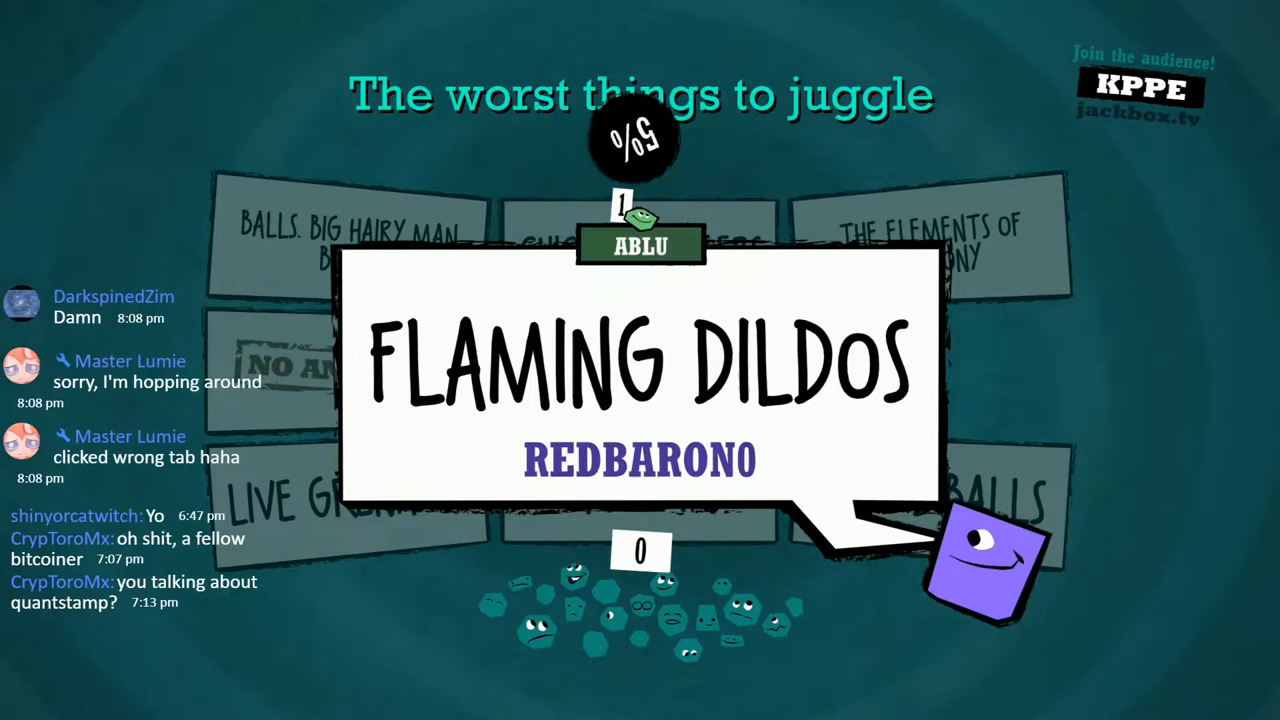 Join the audience!
KPPE
jackbox.tv
The worst things to juggle
5%
1
ABLU
BALLS. BIG HAIRY MAN
THE ELEMENTS OF
FLAMING DILDOS
REDBARON0
NO AN
LIVE GR
BALLS
0
DarkspinedZim
Damn 8:08 pm
Master Lumie
sorry, I'm hopping around
8:08 pm
Master Lumie
clicked wrong tab haha
8:08 pm
shinyorcatwitch: Yo 6:47 pm
CrypToroMx: oh shit, a fellow
bitcoiner 7:07 pm
CrypToroMx: you talking about
quantstamp? 7:13 pm